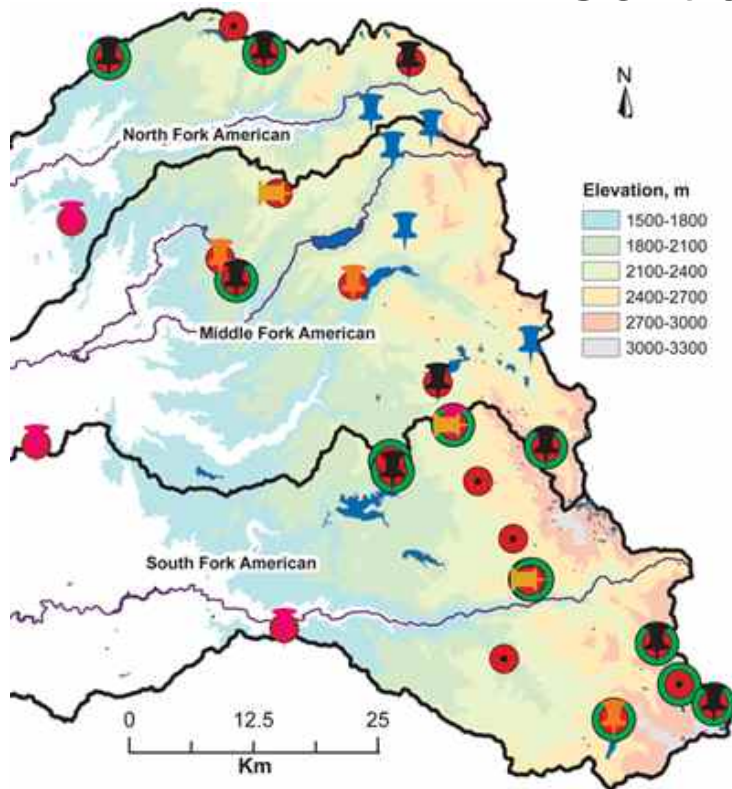 N
North Fork American
Elevation, m
1500-1800
1800-2100
2100-2400
2400-2700
2700-3000
3000-3300
Middle Fork American
South Fork American
0 12.5 25
Km